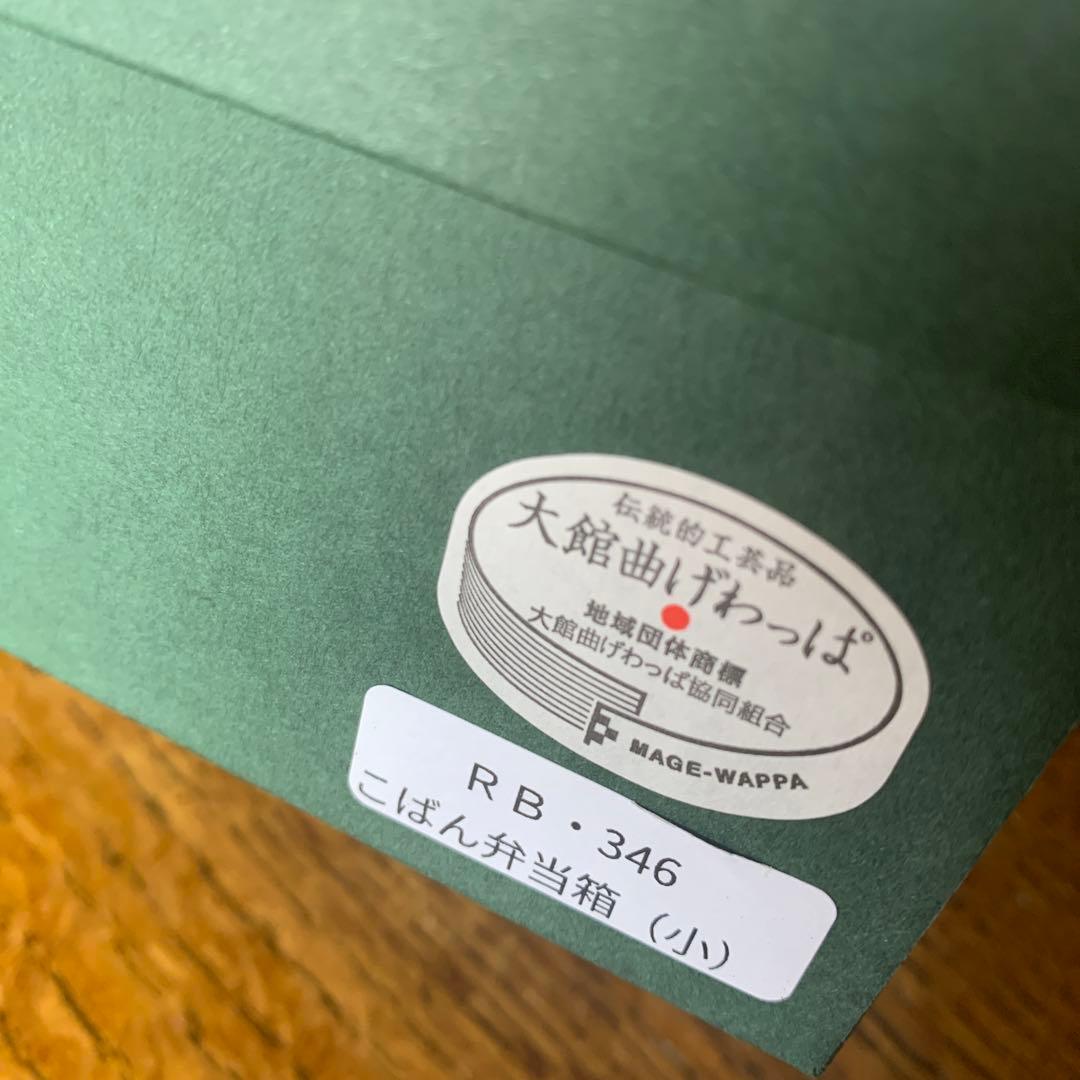 伝統的工芸品
大館曲げわっぱ
地域団体商標
大館曲げわっぱ協同組合
MAGE-WAPPA
RB・346
こばん弁当箱（小）